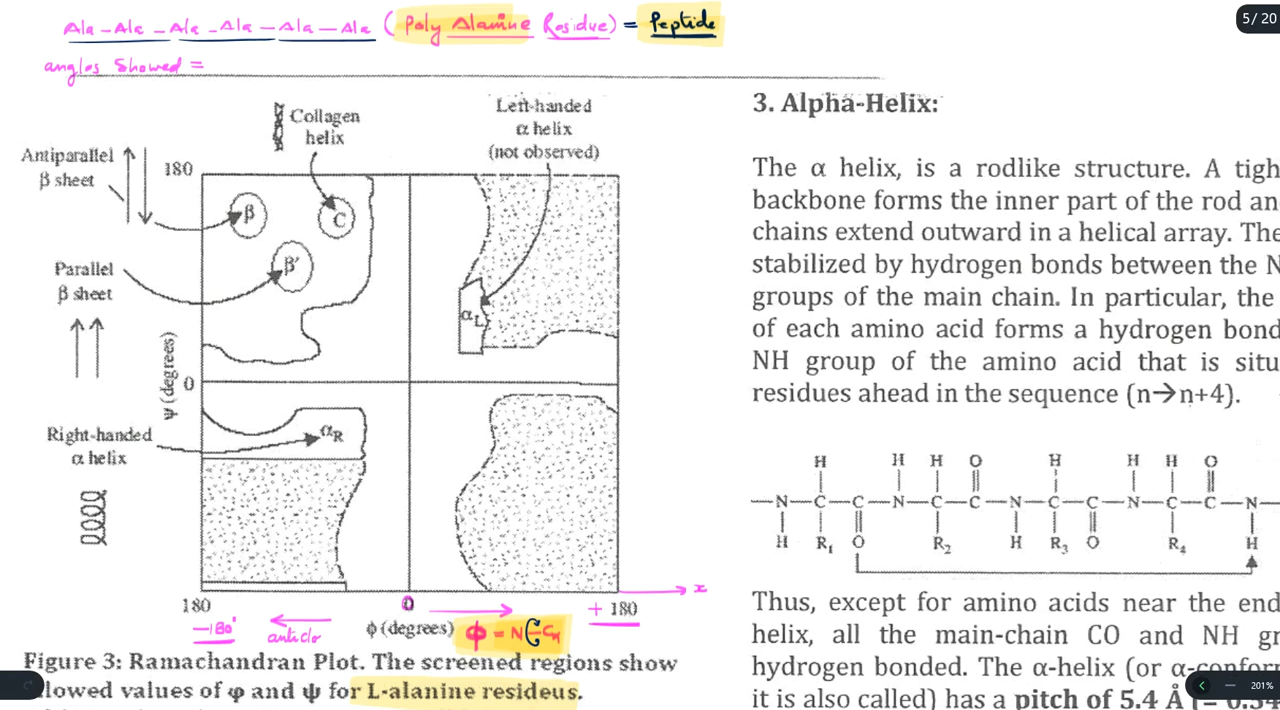 5 / 20
Ala - Ala - Ala - Ala - Ala - Ala (Poly Alanine Residue) = Peptide
angles Showed =
Collagen
helix
Left-handed
α helix
(not observed)
Antiparallel
β sheet
180
β
C
Parallel
β sheet
β'
αL
ψ (degrees)
0
Right-handed
α helix
αR
180
0
+ 180
x
-180°
φ (degrees)
Figure 3: Ramachandran Plot. The screened regions show
lowed values of φ and ψ for L-alanine resideus.
3. Alpha-Helix:
The α helix, is a rodlike structure. A tigh
backbone forms the inner part of the rod an
chains extend outward in a helical array. The
stabilized by hydrogen bonds between the N
groups of the main chain. In particular, the
of each amino acid forms a hydrogen bond
NH group of the amino acid that is situ
residues ahead in the sequence (n→n+4).
H H H O H H H O
—N—C—C—N—C—C—N—C—C—N—C—C—N—
H R1 O R2 H R3 O R4 H
Thus, except for amino acids near the end
helix, all the main-chain CO and NH gr
hydrogen bonded. The α-helix (or α-confor
it is also called) has a pitch of 5.4 Å
201%